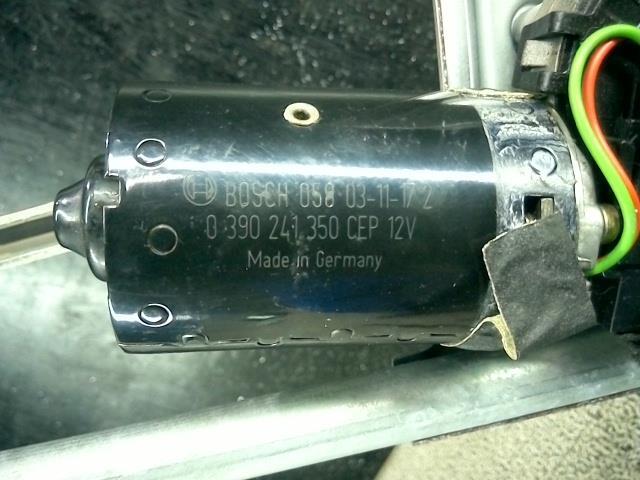 BOSCH 058 03-11-17 2
0 390 241 350 CEP 12V
Made in Germany